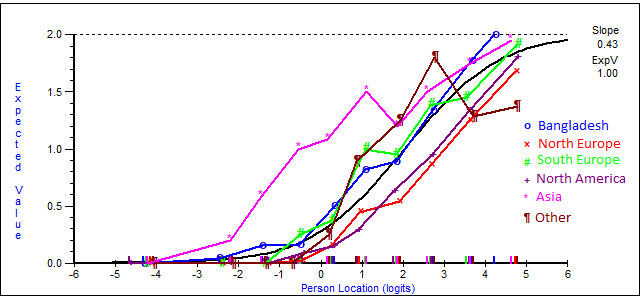 Slope
0.43
ExpV
1.00
Expected Value
2.0
1.5
1.0
0.5
0.0
Bangladesh
North Europe
South Europe
North America
Asia
Other
-6 -5 -4 -3 -2 -1 0 1 2 3 4 5 6
Person Location (logits)